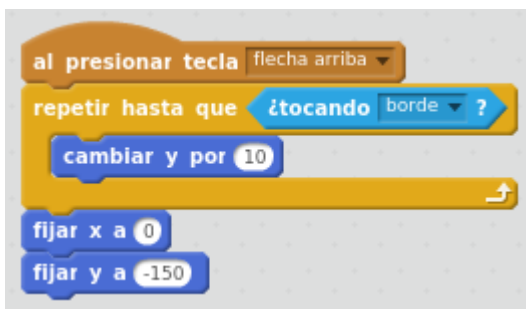 al presionar tecla flecha arriba
repetir hasta que ¿tocando borde ?
cambiar y por 10
fijar x a 0
fijar y a -150